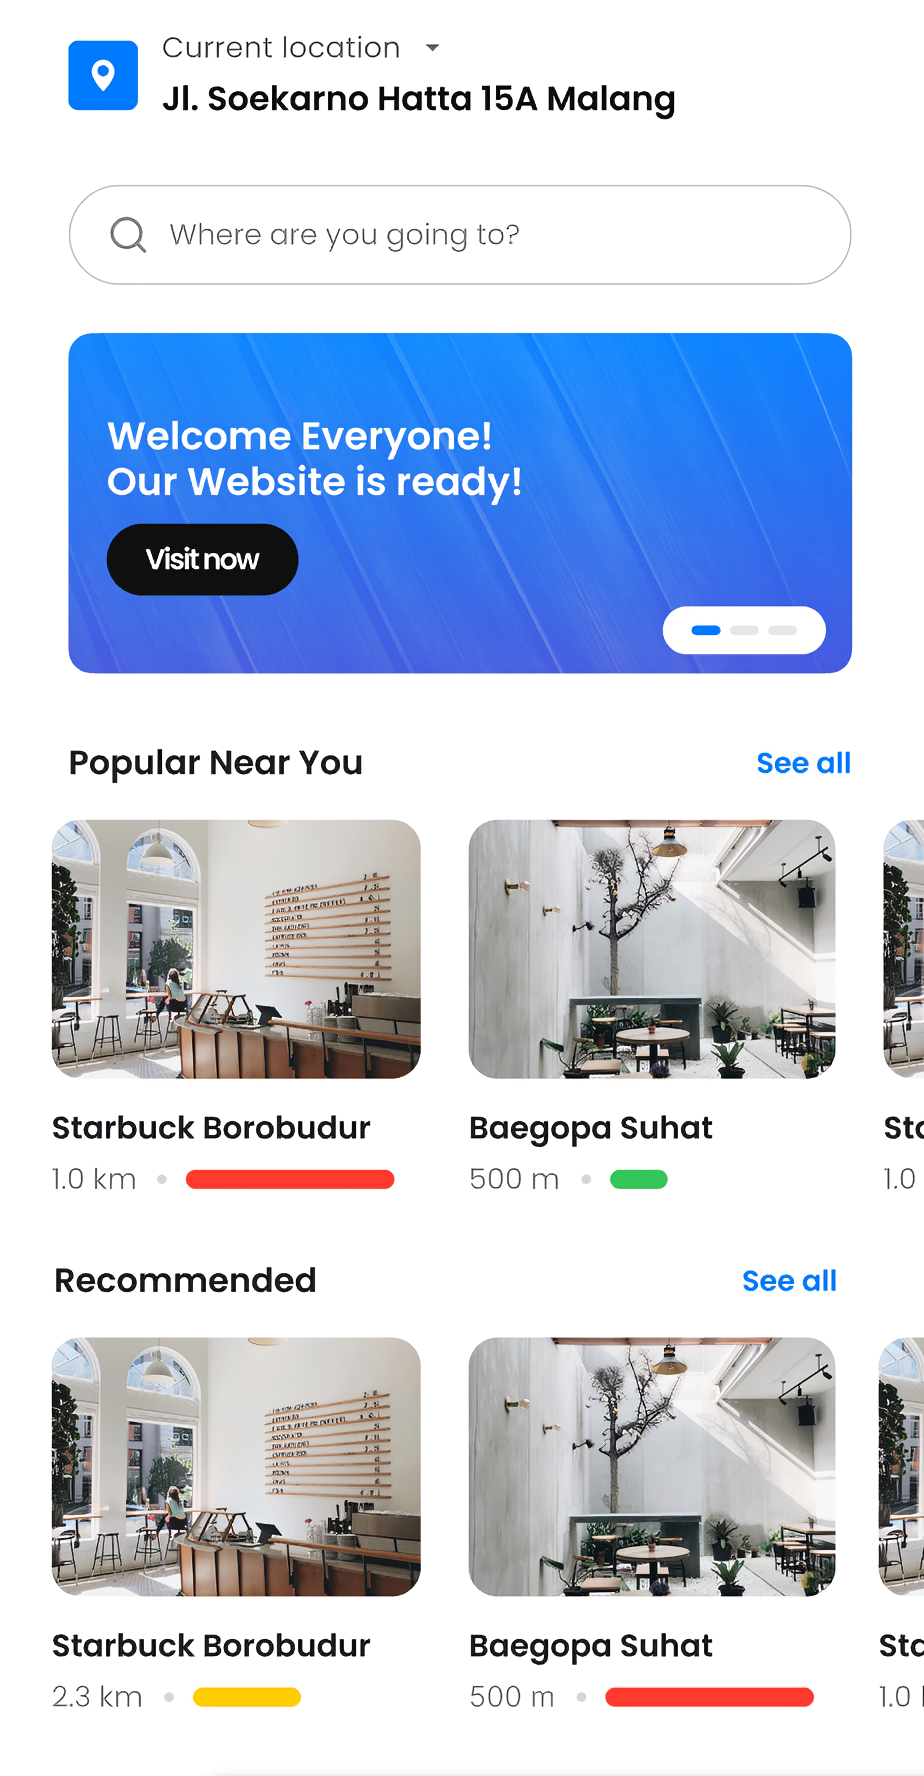 Current location
Jl. Soekarno Hatta 15A Malang
Where are you going to?
Welcome Everyone!
Our Website is ready!
Visit now
Popular Near You
See all
Starbuck Borobudur
Baegopa Suhat
Sta
1.0 km
500 m
1.0
Recommended
See all
Starbuck Borobudur
Baegopa Suhat
Sta
2.3 km
500 m
1.0